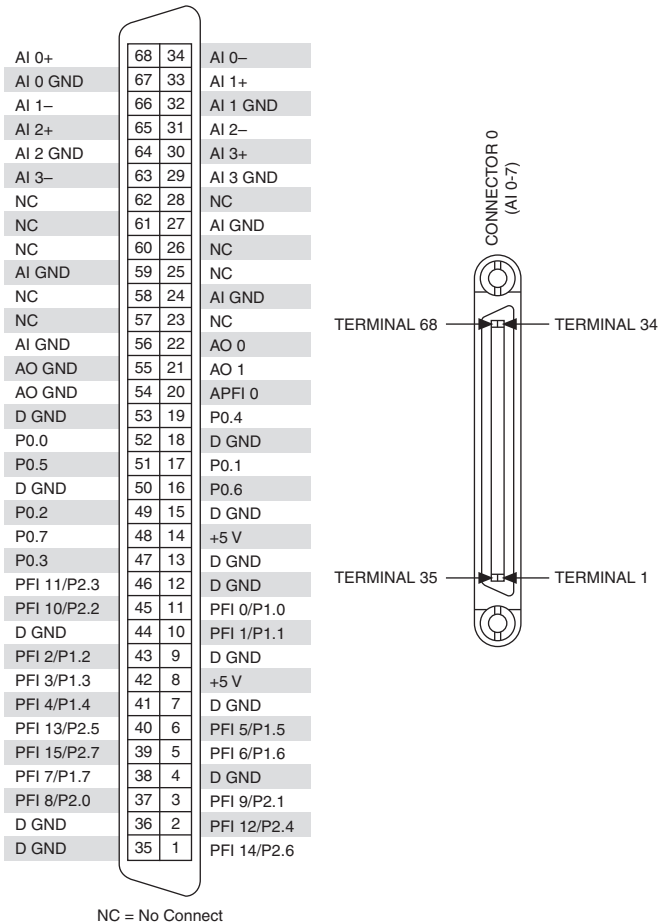 AI 0+ 68 34 AI 0–
AI 0 GND 67 33 AI 1+
AI 1– 66 32 AI 1 GND
AI 2+ 65 31 AI 2–
AI 2 GND 64 30 AI 3+
AI 3– 63 29 AI 3 GND
NC 62 28 NC
NC 61 27 AI GND
NC 60 26 NC
AI GND 59 25 NC
NC 58 24 AI GND
NC 57 23 NC
AI GND 56 22 AO 0
AO GND 55 21 AO 1
AO GND 54 20 APFI 0
D GND 53 19 P0.4
P0.0 52 18 D GND
P0.5 51 17 P0.1
D GND 50 16 P0.6
P0.2 49 15 D GND
P0.7 48 14 +5 V
P0.3 47 13 D GND
PFI 11/P2.3 46 12 D GND
PFI 10/P2.2 45 11 PFI 0/P1.0
D GND 44 10 PFI 1/P1.1
PFI 2/P1.2 43 9 D GND
PFI 3/P1.3 42 8 +5 V
PFI 4/P1.4 41 7 D GND
PFI 13/P2.5 40 6 PFI 5/P1.5
PFI 15/P2.7 39 5 PFI 6/P1.6
PFI 7/P1.7 38 4 D GND
PFI 8/P2.0 37 3 PFI 9/P2.1
D GND 36 2 PFI 12/P2.4
D GND 35 1 PFI 14/P2.6
NC = No Connect
CONNECTOR 0
(AI 0-7)
TERMINAL 68 TERMINAL 34
TERMINAL 35 TERMINAL 1